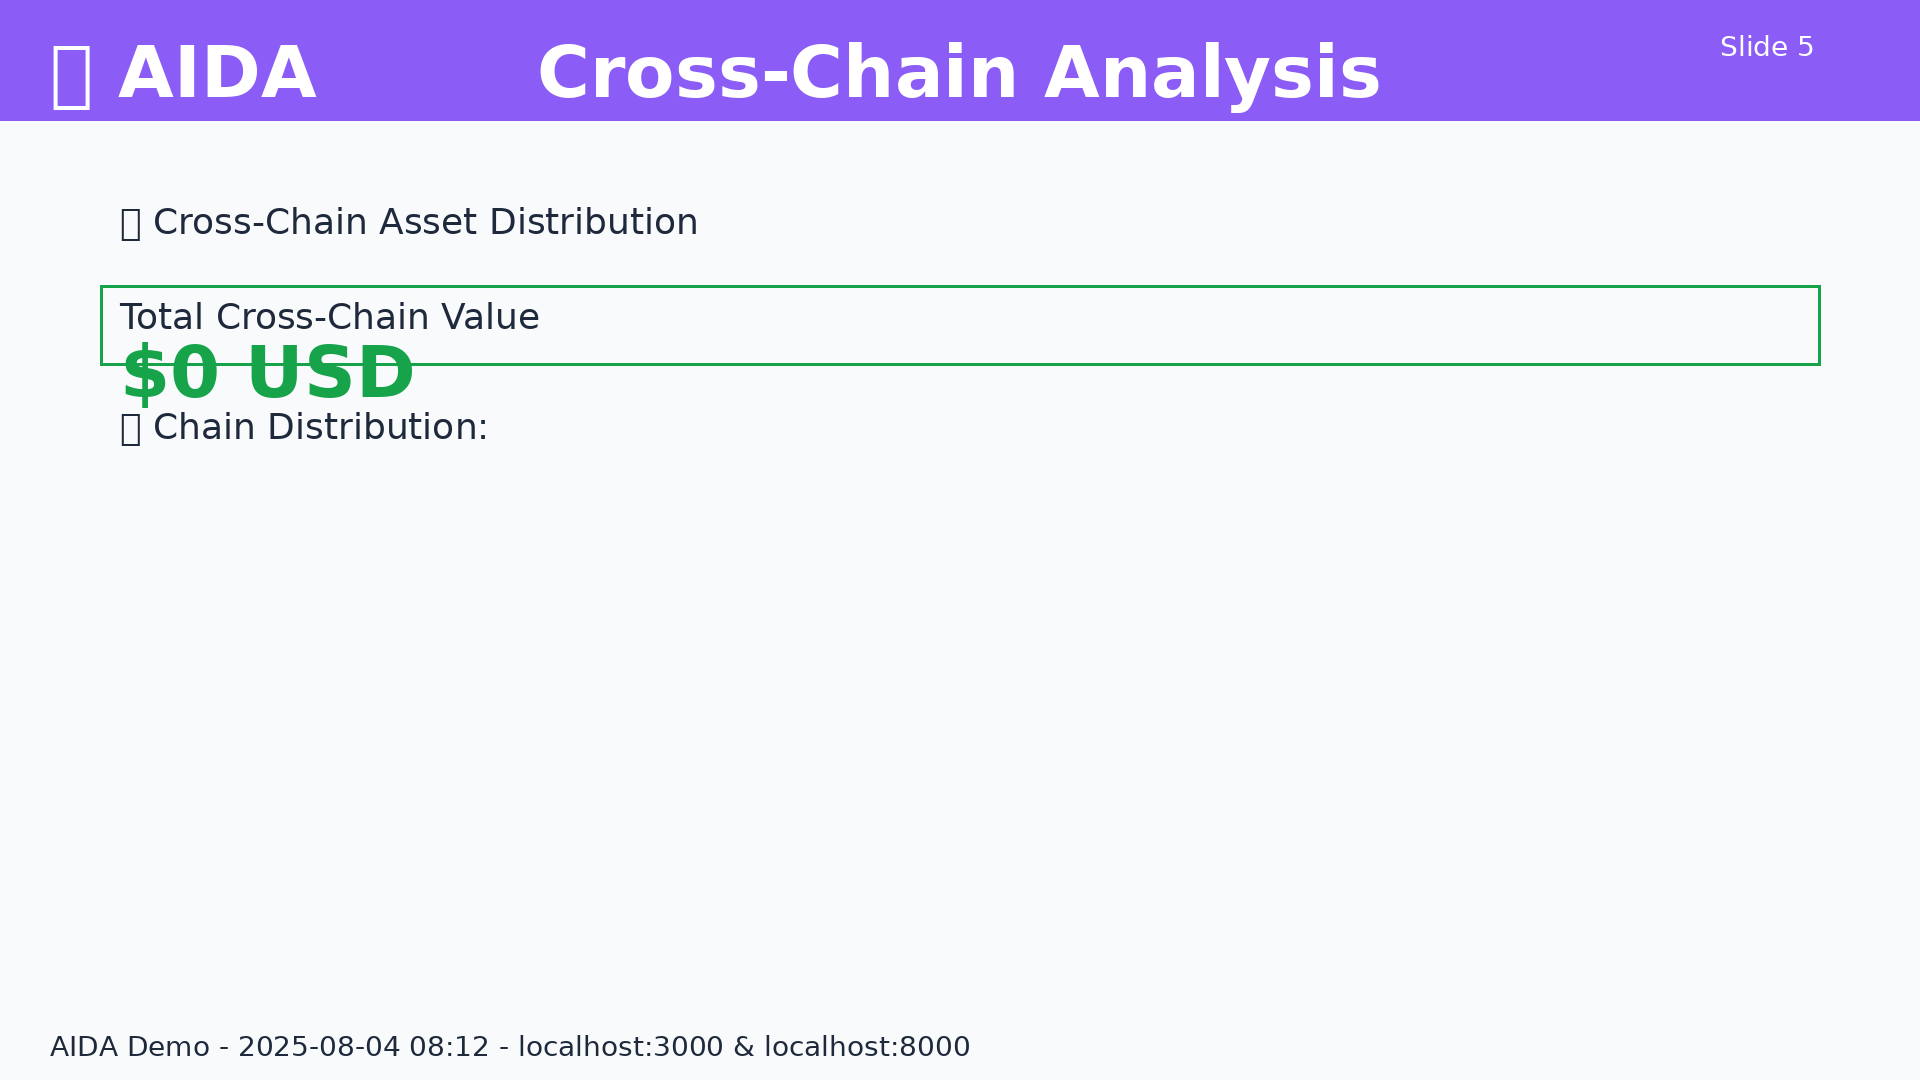 AIDA
Cross-Chain Analysis
Slide 5
Cross-Chain Asset Distribution
Total Cross-Chain Value
$0 USD
Chain Distribution:
AIDA Demo - 2025-08-04 08:12 - localhost:3000 & localhost:8000